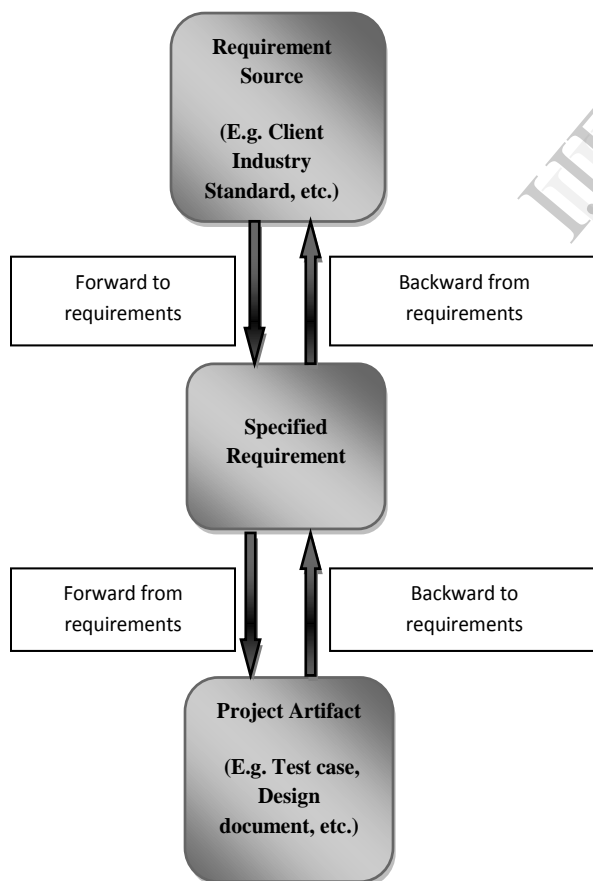 Requirement
Source
(E.g. Client
Industry
Standard, etc.)
Forward to
requirements
Backward from
requirements
Specified
Requirement
Forward from
requirements
Backward to
requirements
Project Artifact
(E.g. Test case,
Design
document, etc.)